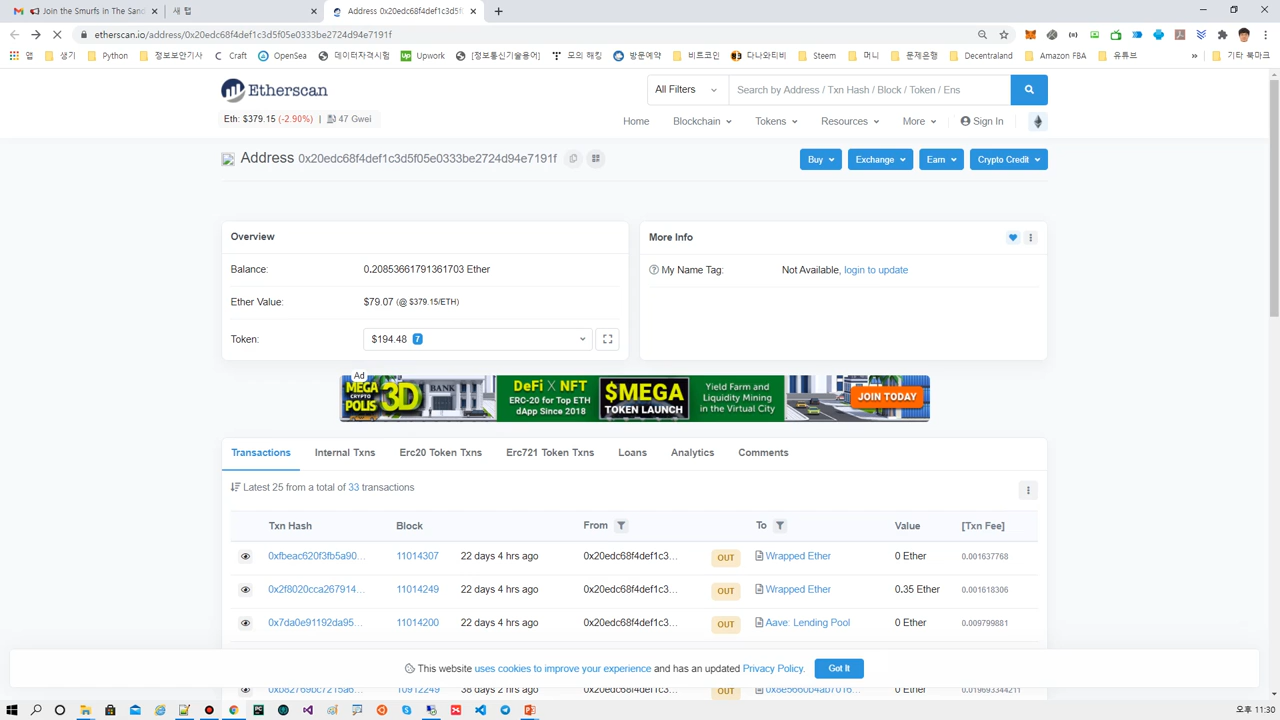 Join the Smurfs in The San
새 탭
Address 0x20edc68f4def1c3d5f
etherscan.io/address/0x20edc68f4def1c3d5f05e0333be2724d94e7191f
앱
생기
Python
정보보안기사
Craft
OpenSea
데이터자격시험
Upwork
[정보통신기술용어]
모의 해킹
방문예약
비트코인
다나와티비
Steem
머니
문제은행
Decentraland
Amazon FBA
유튜브
»
기타 북마크
Etherscan
All Filters
Search by Address / Txn Hash / Block / Token / Ens
Eth: $379.15 (-2.90%) | 47 Gwei
Home
Blockchain
Tokens
Resources
More
Sign In
Address 0x20edc68f4def1c3d5f05e0333be2724d94e7191f
Buy
Exchange
Earn
Crypto Credit
Overview
Balance: 0.20853661791361703 Ether
Ether Value: $79.07 (@ $379.15/ETH)
Token: $194.48 7
More Info
My Name Tag: Not Available, login to update
Ad
MEGA CRYPTO POLIS 3D
BANK
DeFi X NFT
ERC-20 for Top ETH
dApp Since 2018
$MEGA
TOKEN LAUNCH
Yield Farm and
Liquidity Mining
in the Virtual City
JOIN TODAY
Transactions
Internal Txns
Erc20 Token Txns
Erc721 Token Txns
Loans
Analytics
Comments
Latest 25 from a total of 33 transactions
Txn Hash Block From To Value [Txn Fee]
0xfbeac620f3fb5a90... 11014307 22 days 4 hrs ago 0x20edc68f4def1c3... OUT Wrapped Ether 0 Ether 0.001637768
0x2f8020cca267914... 11014249 22 days 4 hrs ago 0x20edc68f4def1c3... OUT Wrapped Ether 0.35 Ether 0.001618306
0x7da0e91192da95... 11014200 22 days 4 hrs ago 0x20edc68f4def1c3... OUT Aave: Lending Pool 0 Ether 0.009799881
This website uses cookies to improve your experience and has an updated Privacy Policy.
Got It
0xb82769bc7215a6... 10912249 38 days 2 hrs ago 0x20edc68f4def1c3... OUT 0x8e5660b4ab7016... 0 Ether 0.019693344211
오후 11:30